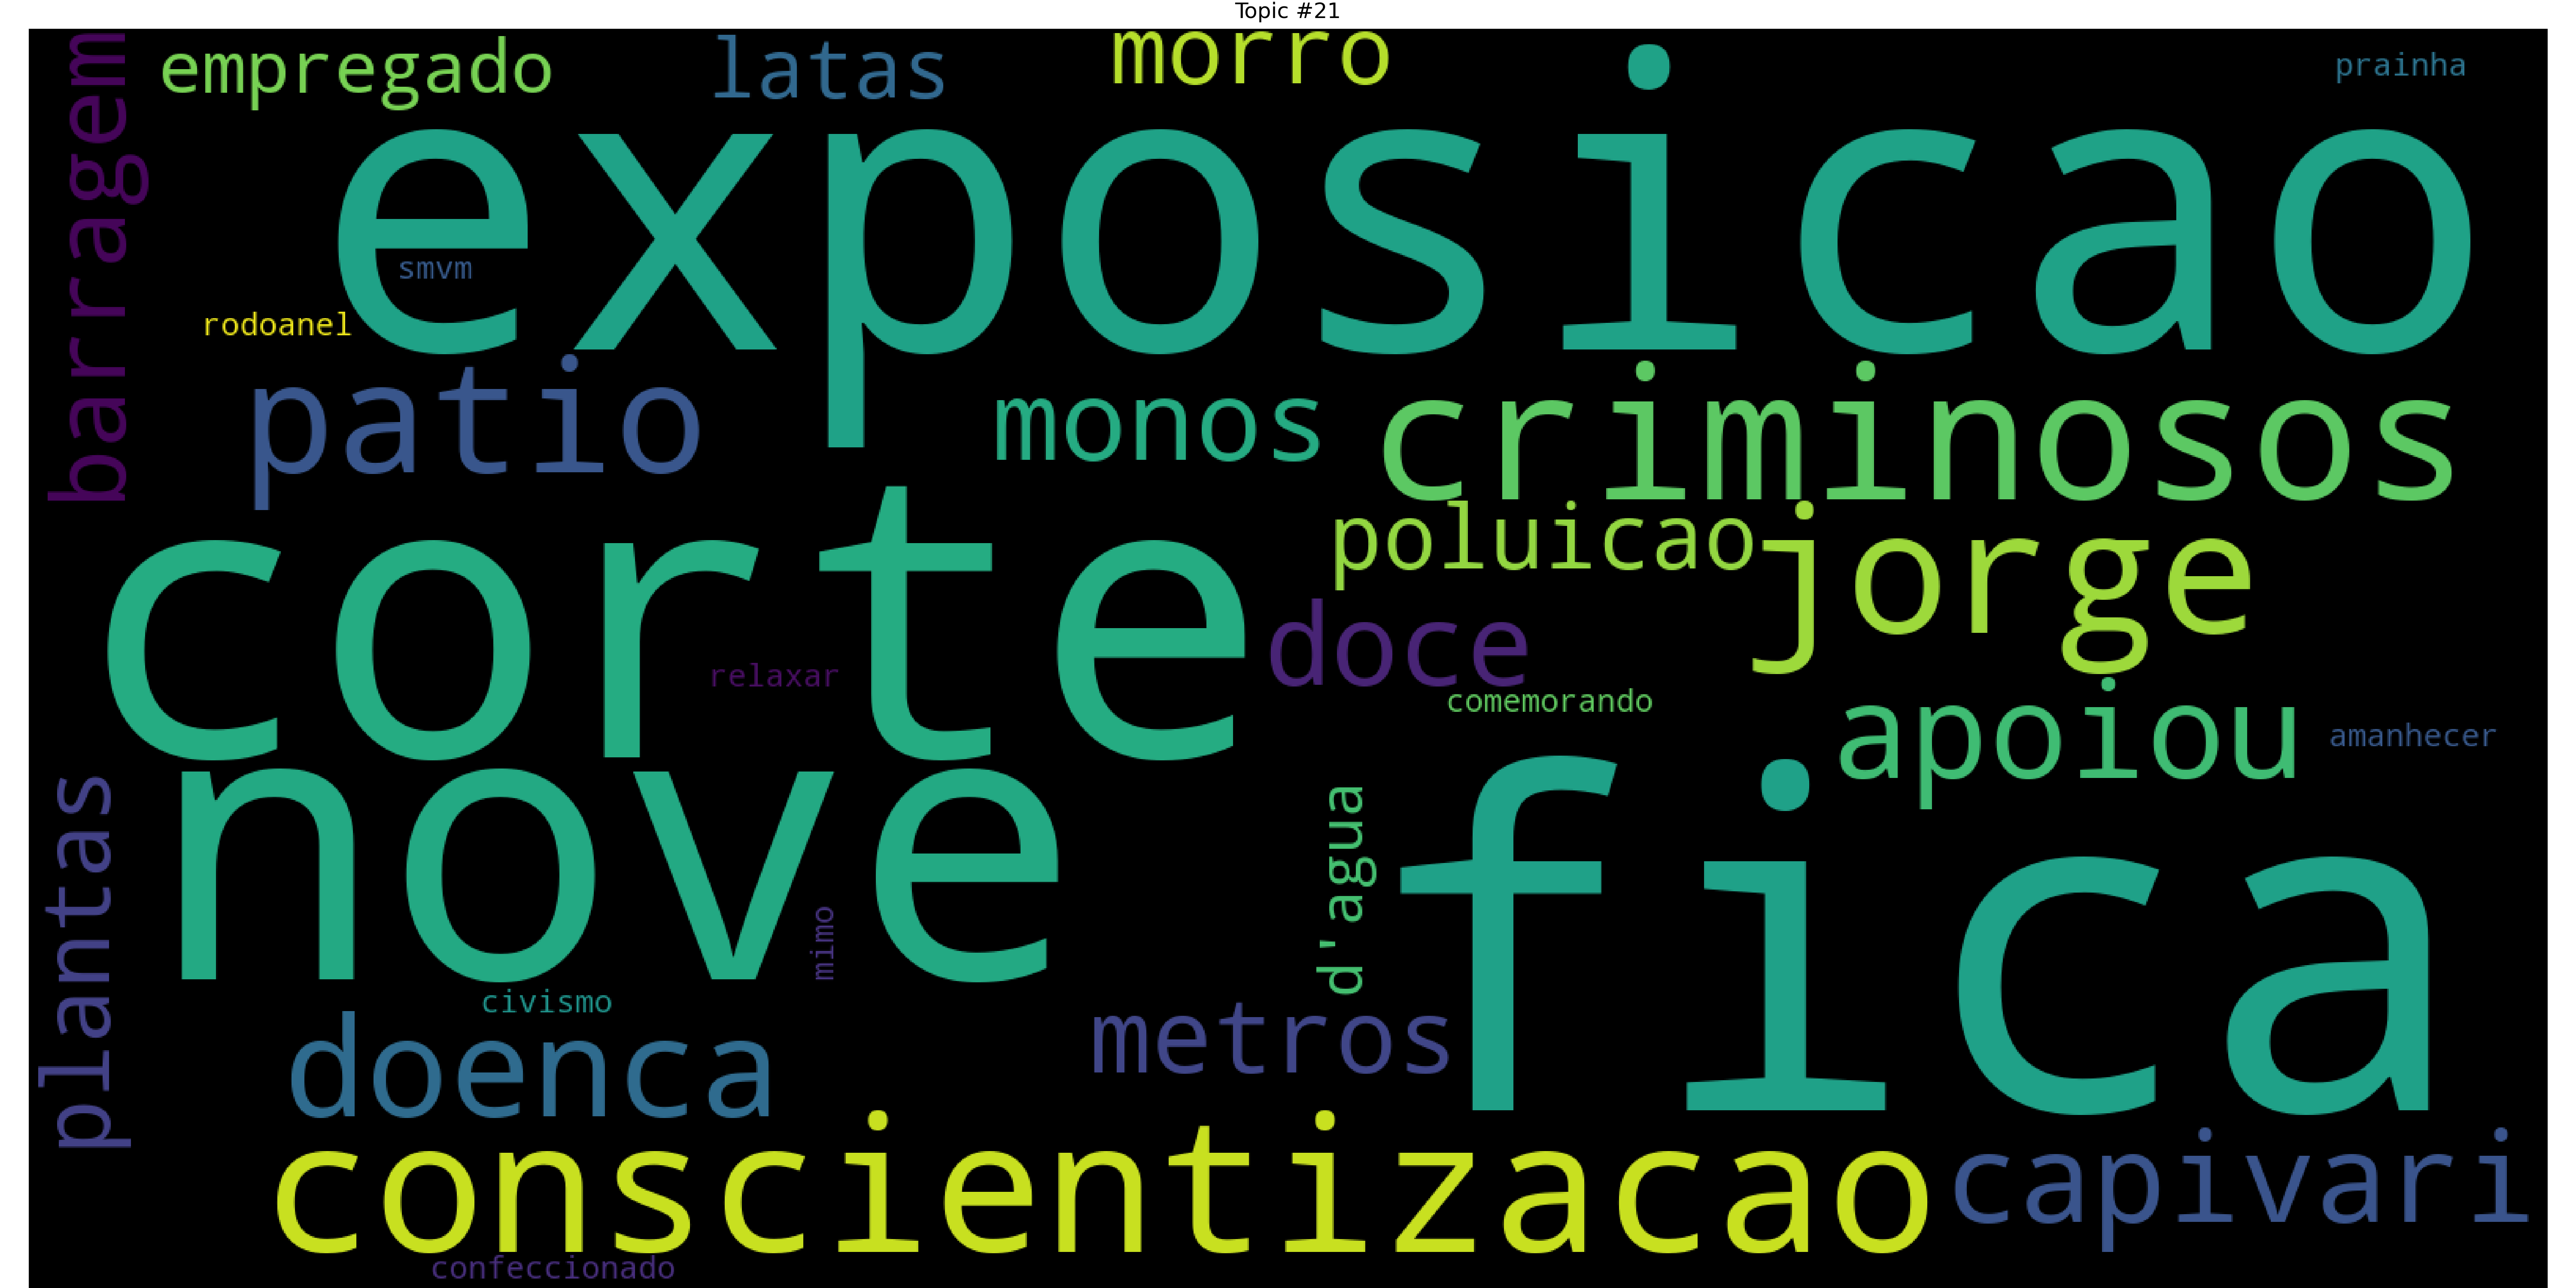 Topic #21
empregado
latas
morro
prainha
barragem
exposicao
smvm
rodoanel
patio
monos
criminosos
corte
poluicao
jorge
doce
relaxar
comemorando
apoiou
amanhecer
nove
plantas
d'agua
fica
mimo
civismo
doenca
metros
conscientizacao
capivari
confeccionado